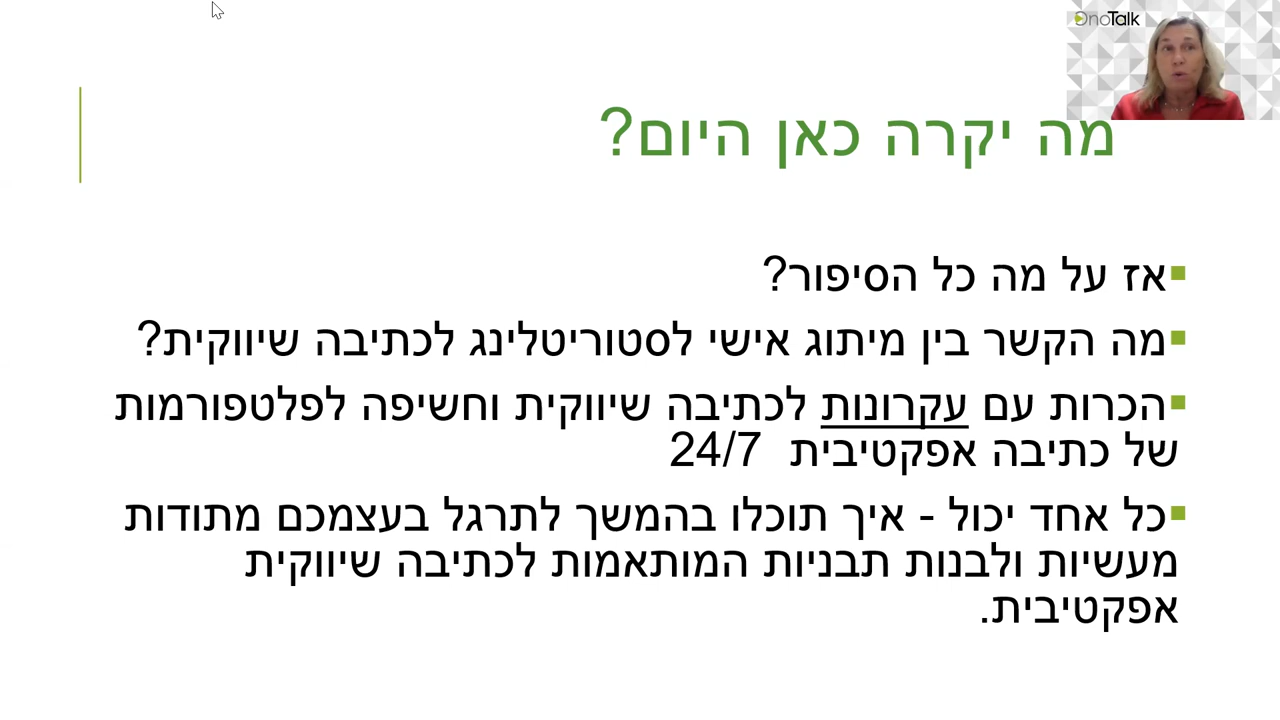 OnoTalk
מה יקרה כאן היום?
אז על מה כל הסיפור?
מה הקשר בין מיתוג אישי לסטוריטלינג לכתיבה שיווקית?
הכרות עם עקרונות לכתיבה שיווקית וחשיפה לפלטפורמות
של כתיבה אפקטיבית 24/7
כל אחד יכול - איך תוכלו בהמשך לתרגל בעצמכם מתודות
מעשיות ולבנות תבניות המותאמות לכתיבה שיווקית
אפקטיבית.